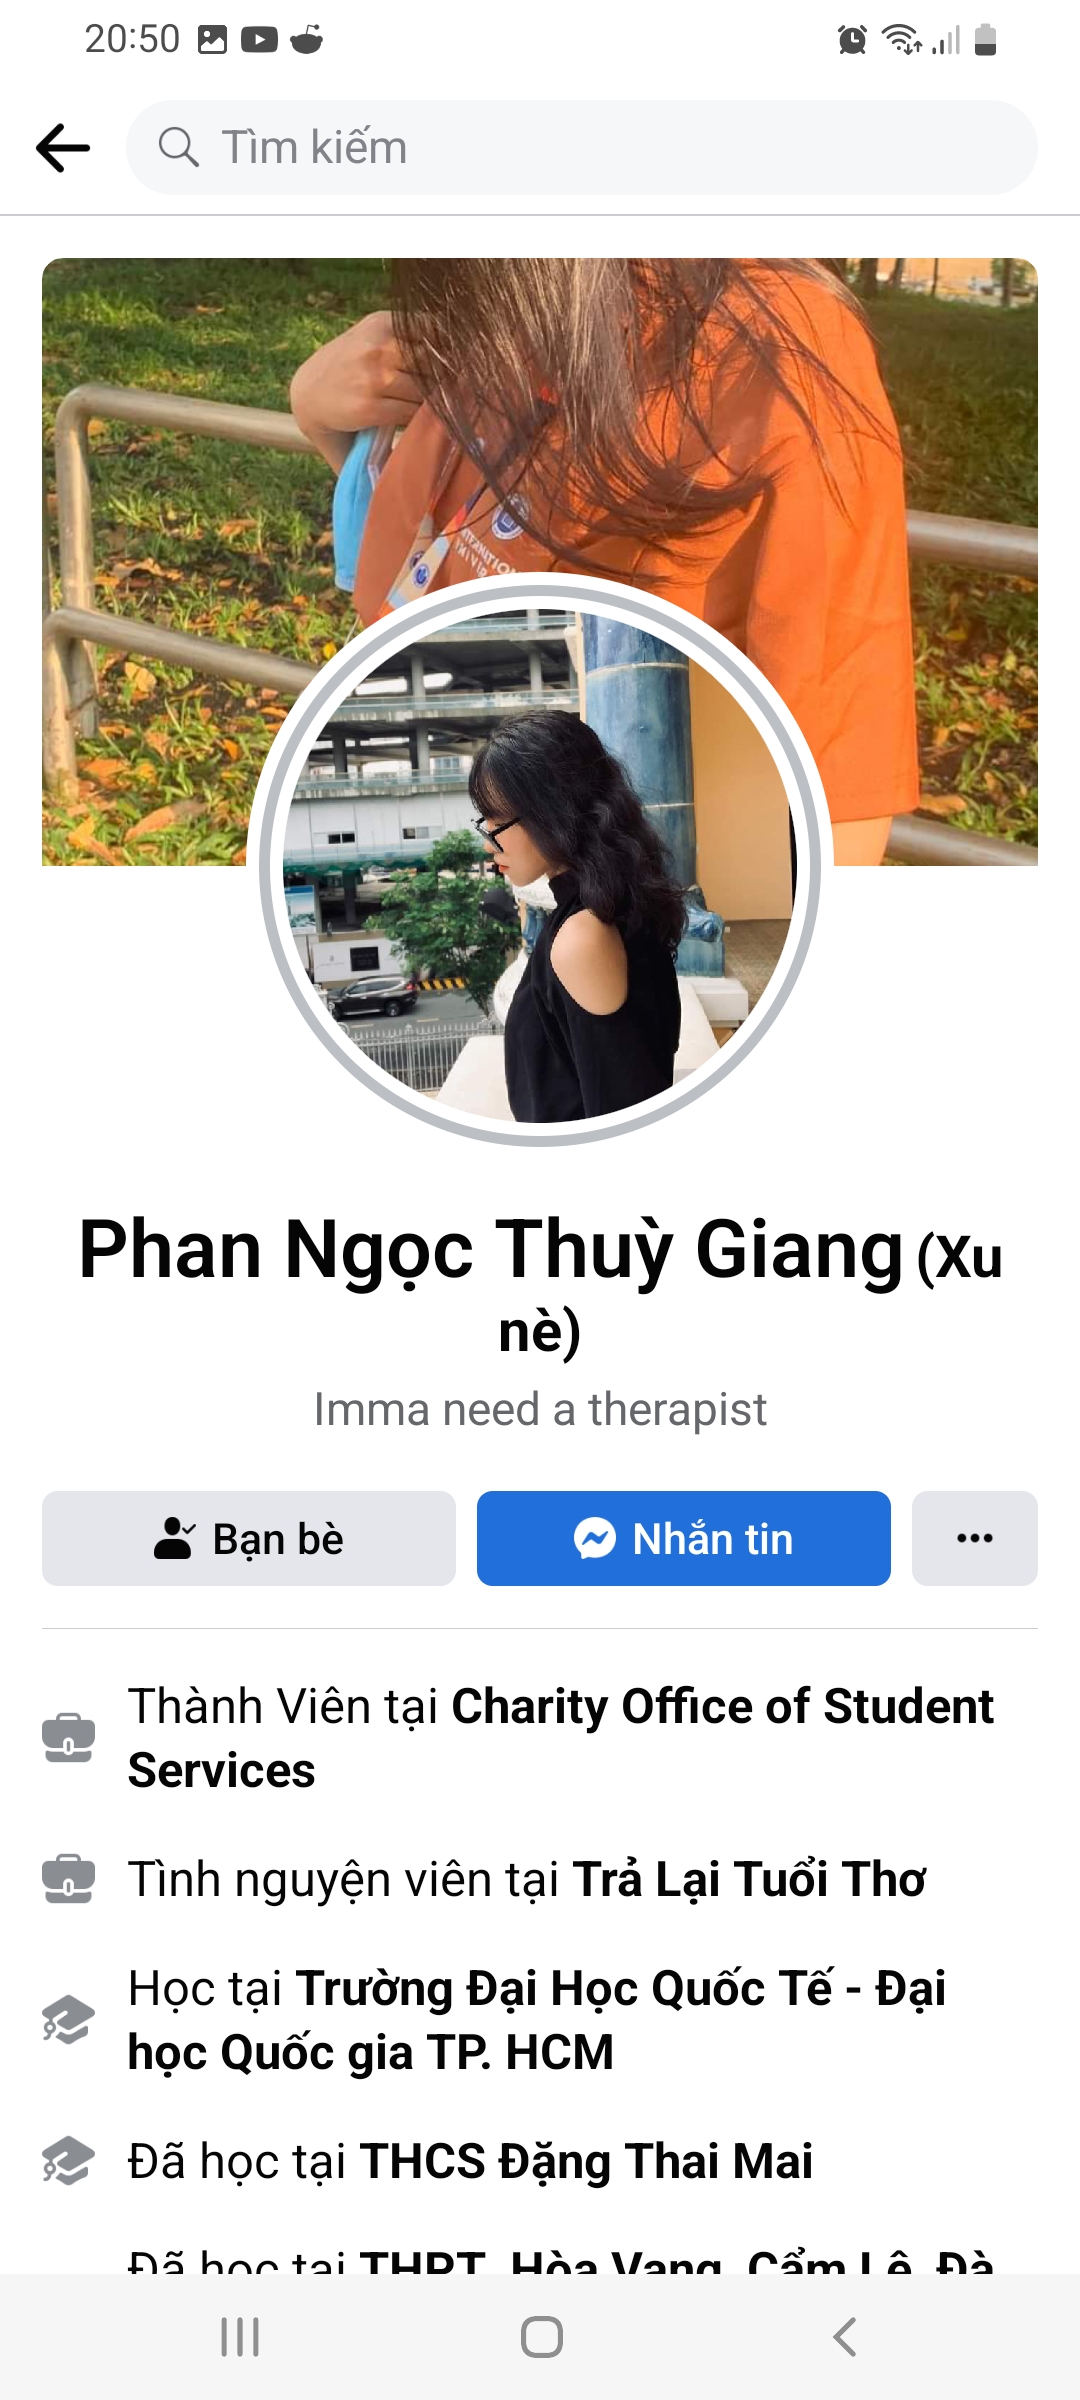 20:50
Tìm kiếm
Phan Ngọc Thuỳ Giang (Xu
nè)
Imma need a therapist
Bạn bè
Nhắn tin
Thành Viên tại Charity Office of Student
Services
Tình nguyện viên tại Trả Lại Tuổi Thơ
Học tại Trường Đại Học Quốc Tế - Đại
học Quốc gia TP. HCM
Đã học tại THCS Đặng Thai Mai
Đã học tại THPT Hòa Vang, Cẩm Lệ, Đà